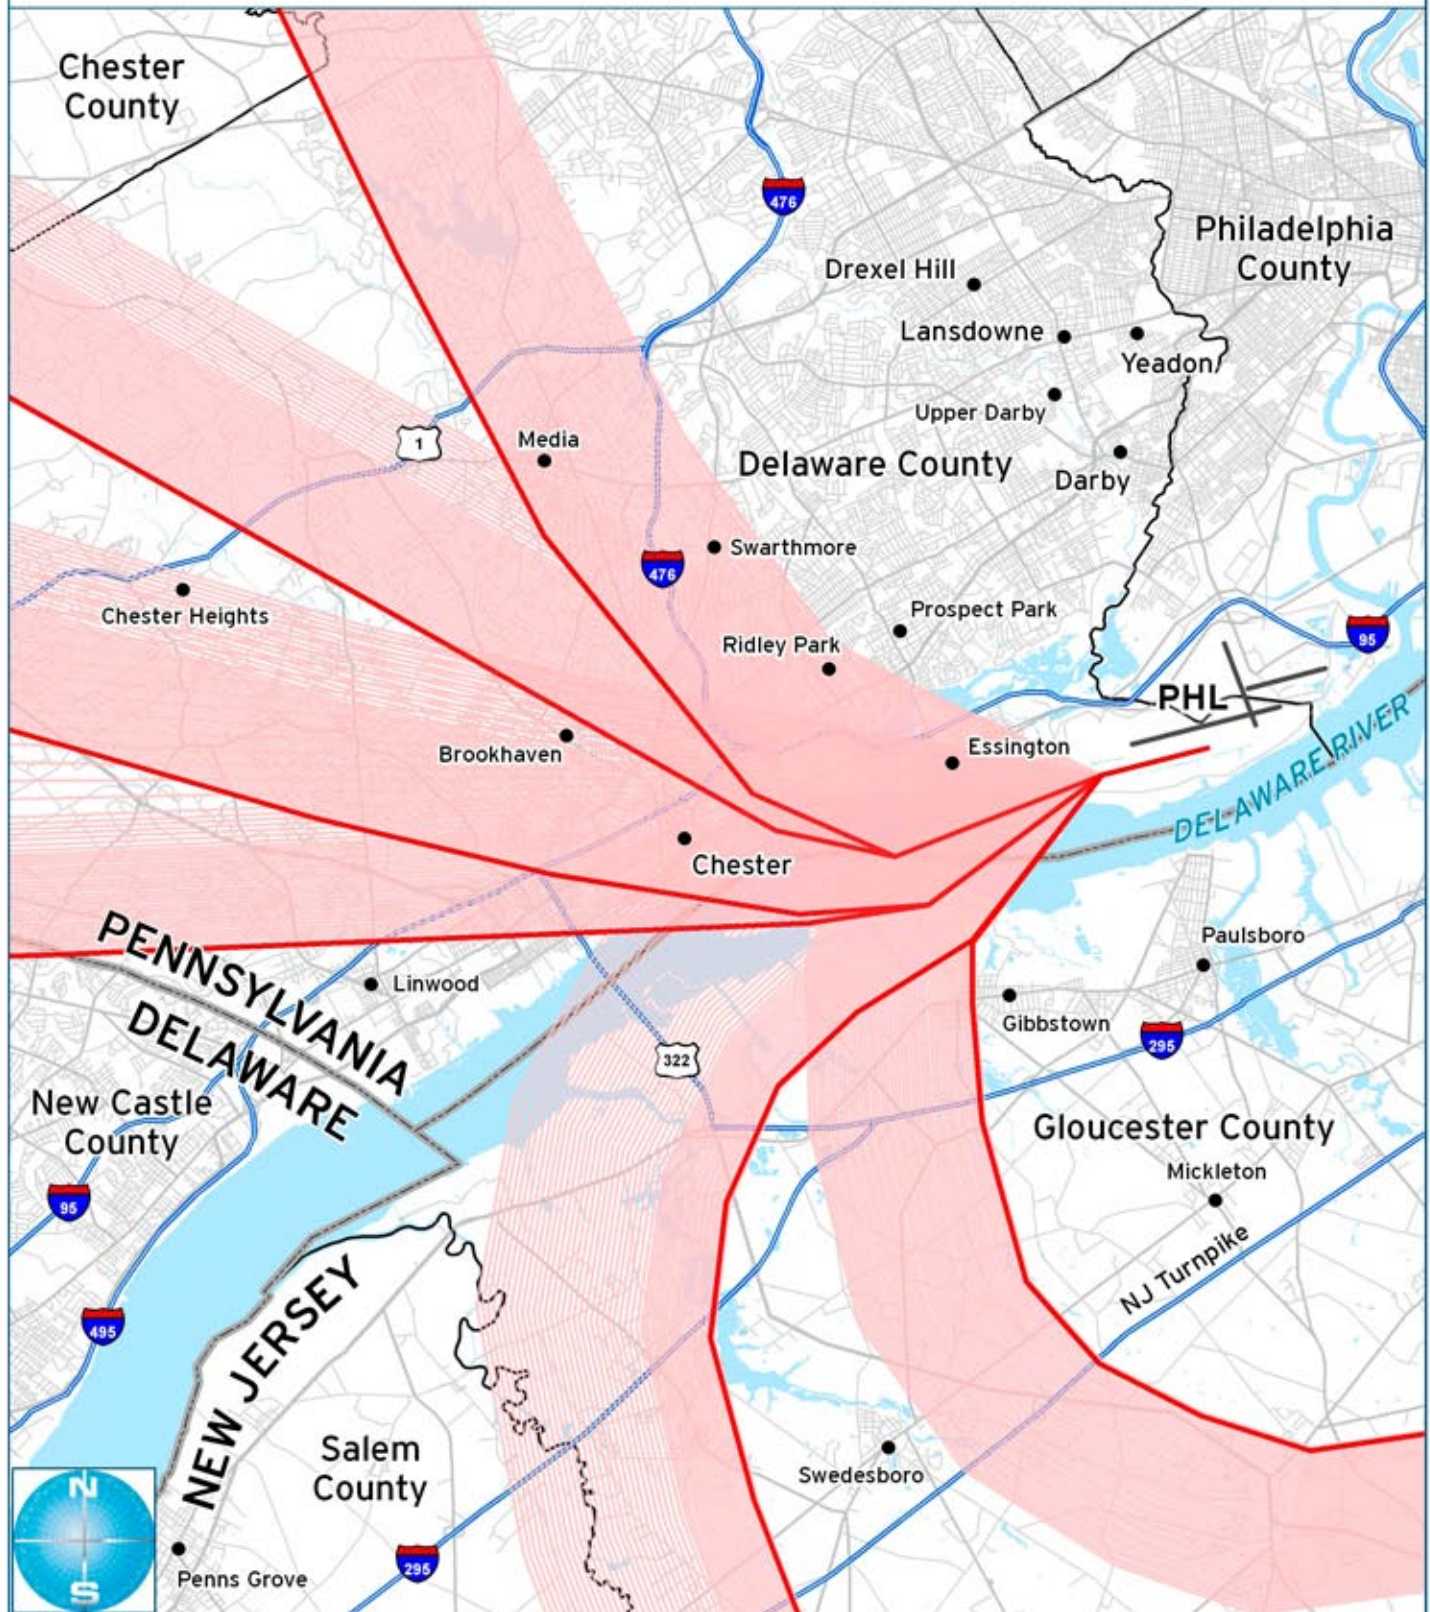 Chester
County
476
Philadelphia
County
Drexel Hill
Lansdowne
Yeadon
Upper Darby
1
Media
Delaware County
Darby
Swarthmore
476
Chester Heights
Prospect Park
Ridley Park
95
PHL
Essington
Brookhaven
DELAWARE RIVER
Chester
PENNSYLVANIA
DELAWARE
Linwood
Paulsboro
Gibbstown
295
322
New Castle
County
Gloucester County
Mickleton
95
NJ Turnpike
495
NEW JERSEY
Salem
County
Swedesboro
N
S
295
Penns Grove